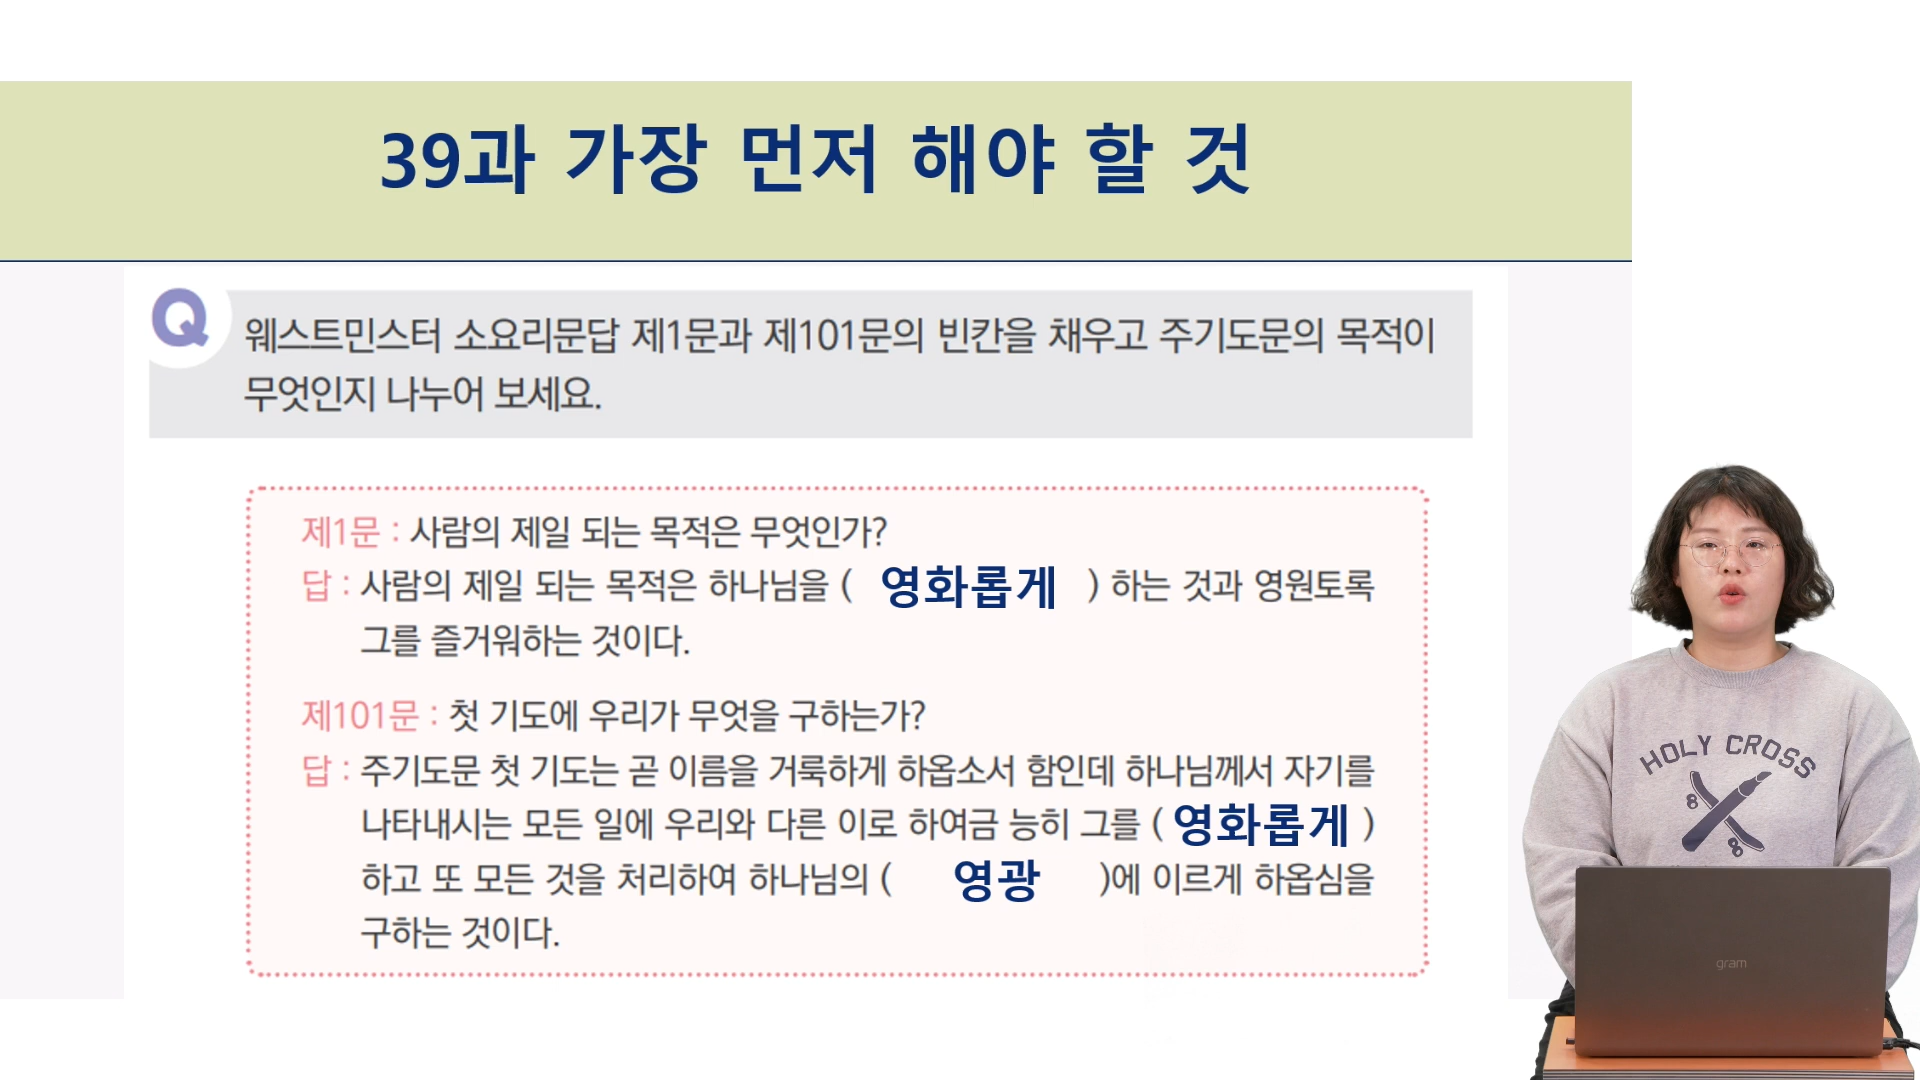 39과 가장 먼저 해야 할 것
Q
웨스트민스터 소요리문답 제1문과 제101문의 빈칸을 채우고 주기도문의 목적이
무엇인지 나누어 보세요.
제1문 : 사람의 제일 되는 목적은 무엇인가?
답 : 사람의 제일 되는 목적은 하나님을 ( 영화롭게 ) 하는 것과 영원토록
그를 즐거워하는 것이다.
제101문 : 첫 기도에 우리가 무엇을 구하는가?
답 : 주기도문 첫 기도는 곧 이름을 거룩하게 하옵소서 함인데 하나님께서 자기를
나타내시는 모든 일에 우리와 다른 이로 하여금 능히 그를 ( 영화롭게 )
하고 또 모든 것을 처리하여 하나님의 ( 영광 )에 이르게 하옵심을
구하는 것이다.
HOLY CROSS
8 8
gram